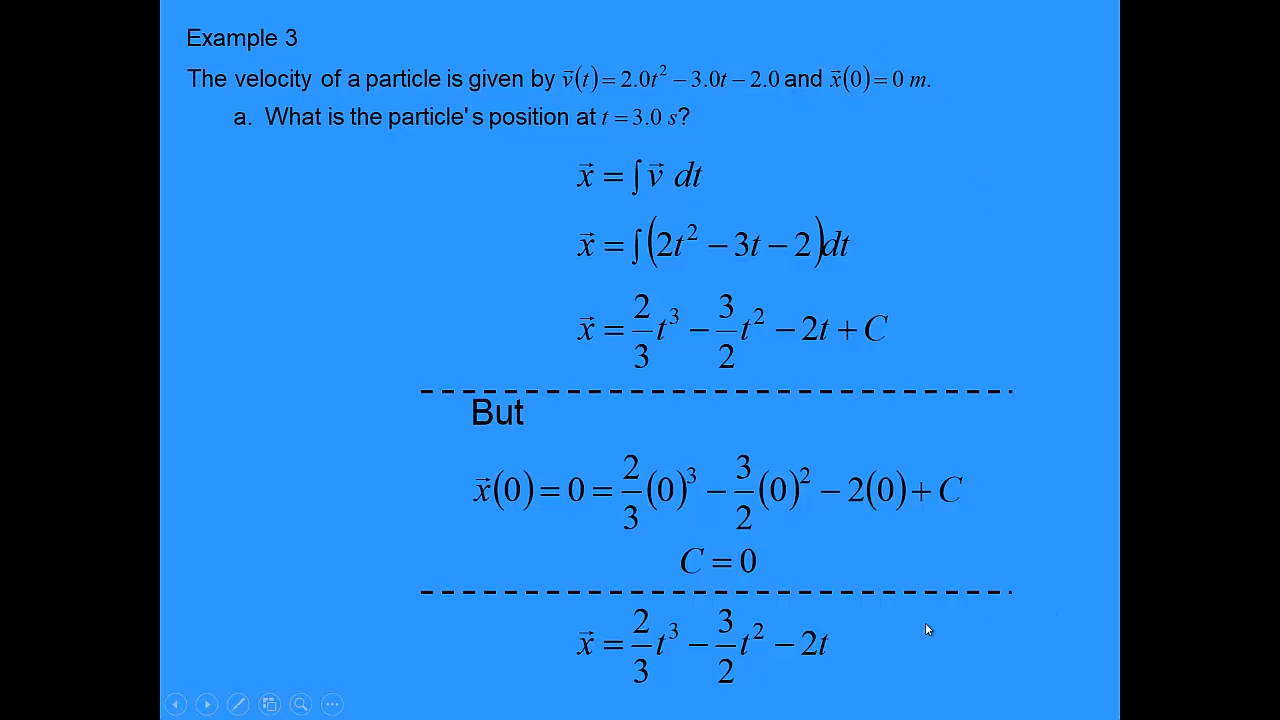 Example 3
The velocity of a particle is given by v⃗(t) = 2.0t² − 3.0t − 2.0 and x⃗(0) = 0 m.
a. What is the particle's position at t = 3.0 s?
x⃗ = ∫ v⃗ dt
x⃗ = ∫(2t² − 3t − 2)dt
x⃗ = 2/3 t³ − 3/2 t² − 2t + C
But
x⃗(0) = 0 = 2/3 (0)³ − 3/2 (0)² − 2(0) + C
C = 0
x⃗ = 2/3 t³ − 3/2 t² − 2t